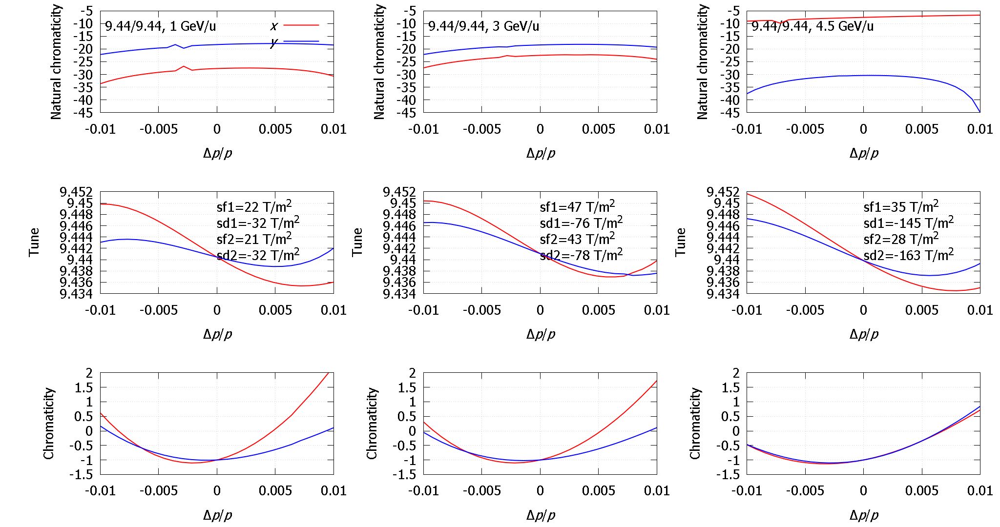 Natural chromaticity
-5
-10
-15
-20
-25
-30
-35
-40
-45
9.44/9.44, 1 GeV/u
x
y
-0.01 -0.005 0 0.005 0.01
Δp/p
Natural chromaticity
-5
-10
-15
-20
-25
-30
-35
-40
-45
9.44/9.44, 3 GeV/u
-0.01 -0.005 0 0.005 0.01
Δp/p
Natural chromaticity
-5
-10
-15
-20
-25
-30
-35
-40
-45
9.44/9.44, 4.5 GeV/u
-0.01 -0.005 0 0.005 0.01
Δp/p
Tune
9.452
9.45
9.448
9.446
9.444
9.442
9.44
9.438
9.436
9.434
sf1=22 T/m²
sd1=-32 T/m²
sf2=21 T/m²
sd2=-32 T/m²
-0.01 -0.005 0 0.005 0.01
Δp/p
Tune
9.452
9.45
9.448
9.446
9.444
9.442
9.44
9.438
9.436
9.434
sf1=47 T/m²
sd1=-76 T/m²
sf2=43 T/m²
sd2=-78 T/m²
-0.01 -0.005 0 0.005 0.01
Δp/p
Tune
9.452
9.45
9.448
9.446
9.444
9.442
9.44
9.438
9.436
9.434
sf1=35 T/m²
sd1=-145 T/m²
sf2=28 T/m²
sd2=-163 T/m²
-0.01 -0.005 0 0.005 0.01
Δp/p
Chromaticity
2
1.5
1
0.5
0
-0.5
-1
-1.5
-0.01 -0.005 0 0.005 0.01
Δp/p
Chromaticity
2
1.5
1
0.5
0
-0.5
-1
-1.5
-0.01 -0.005 0 0.005 0.01
Δp/p
Chromaticity
2
1.5
1
0.5
0
-0.5
-1
-1.5
-0.01 -0.005 0 0.005 0.01
Δp/p